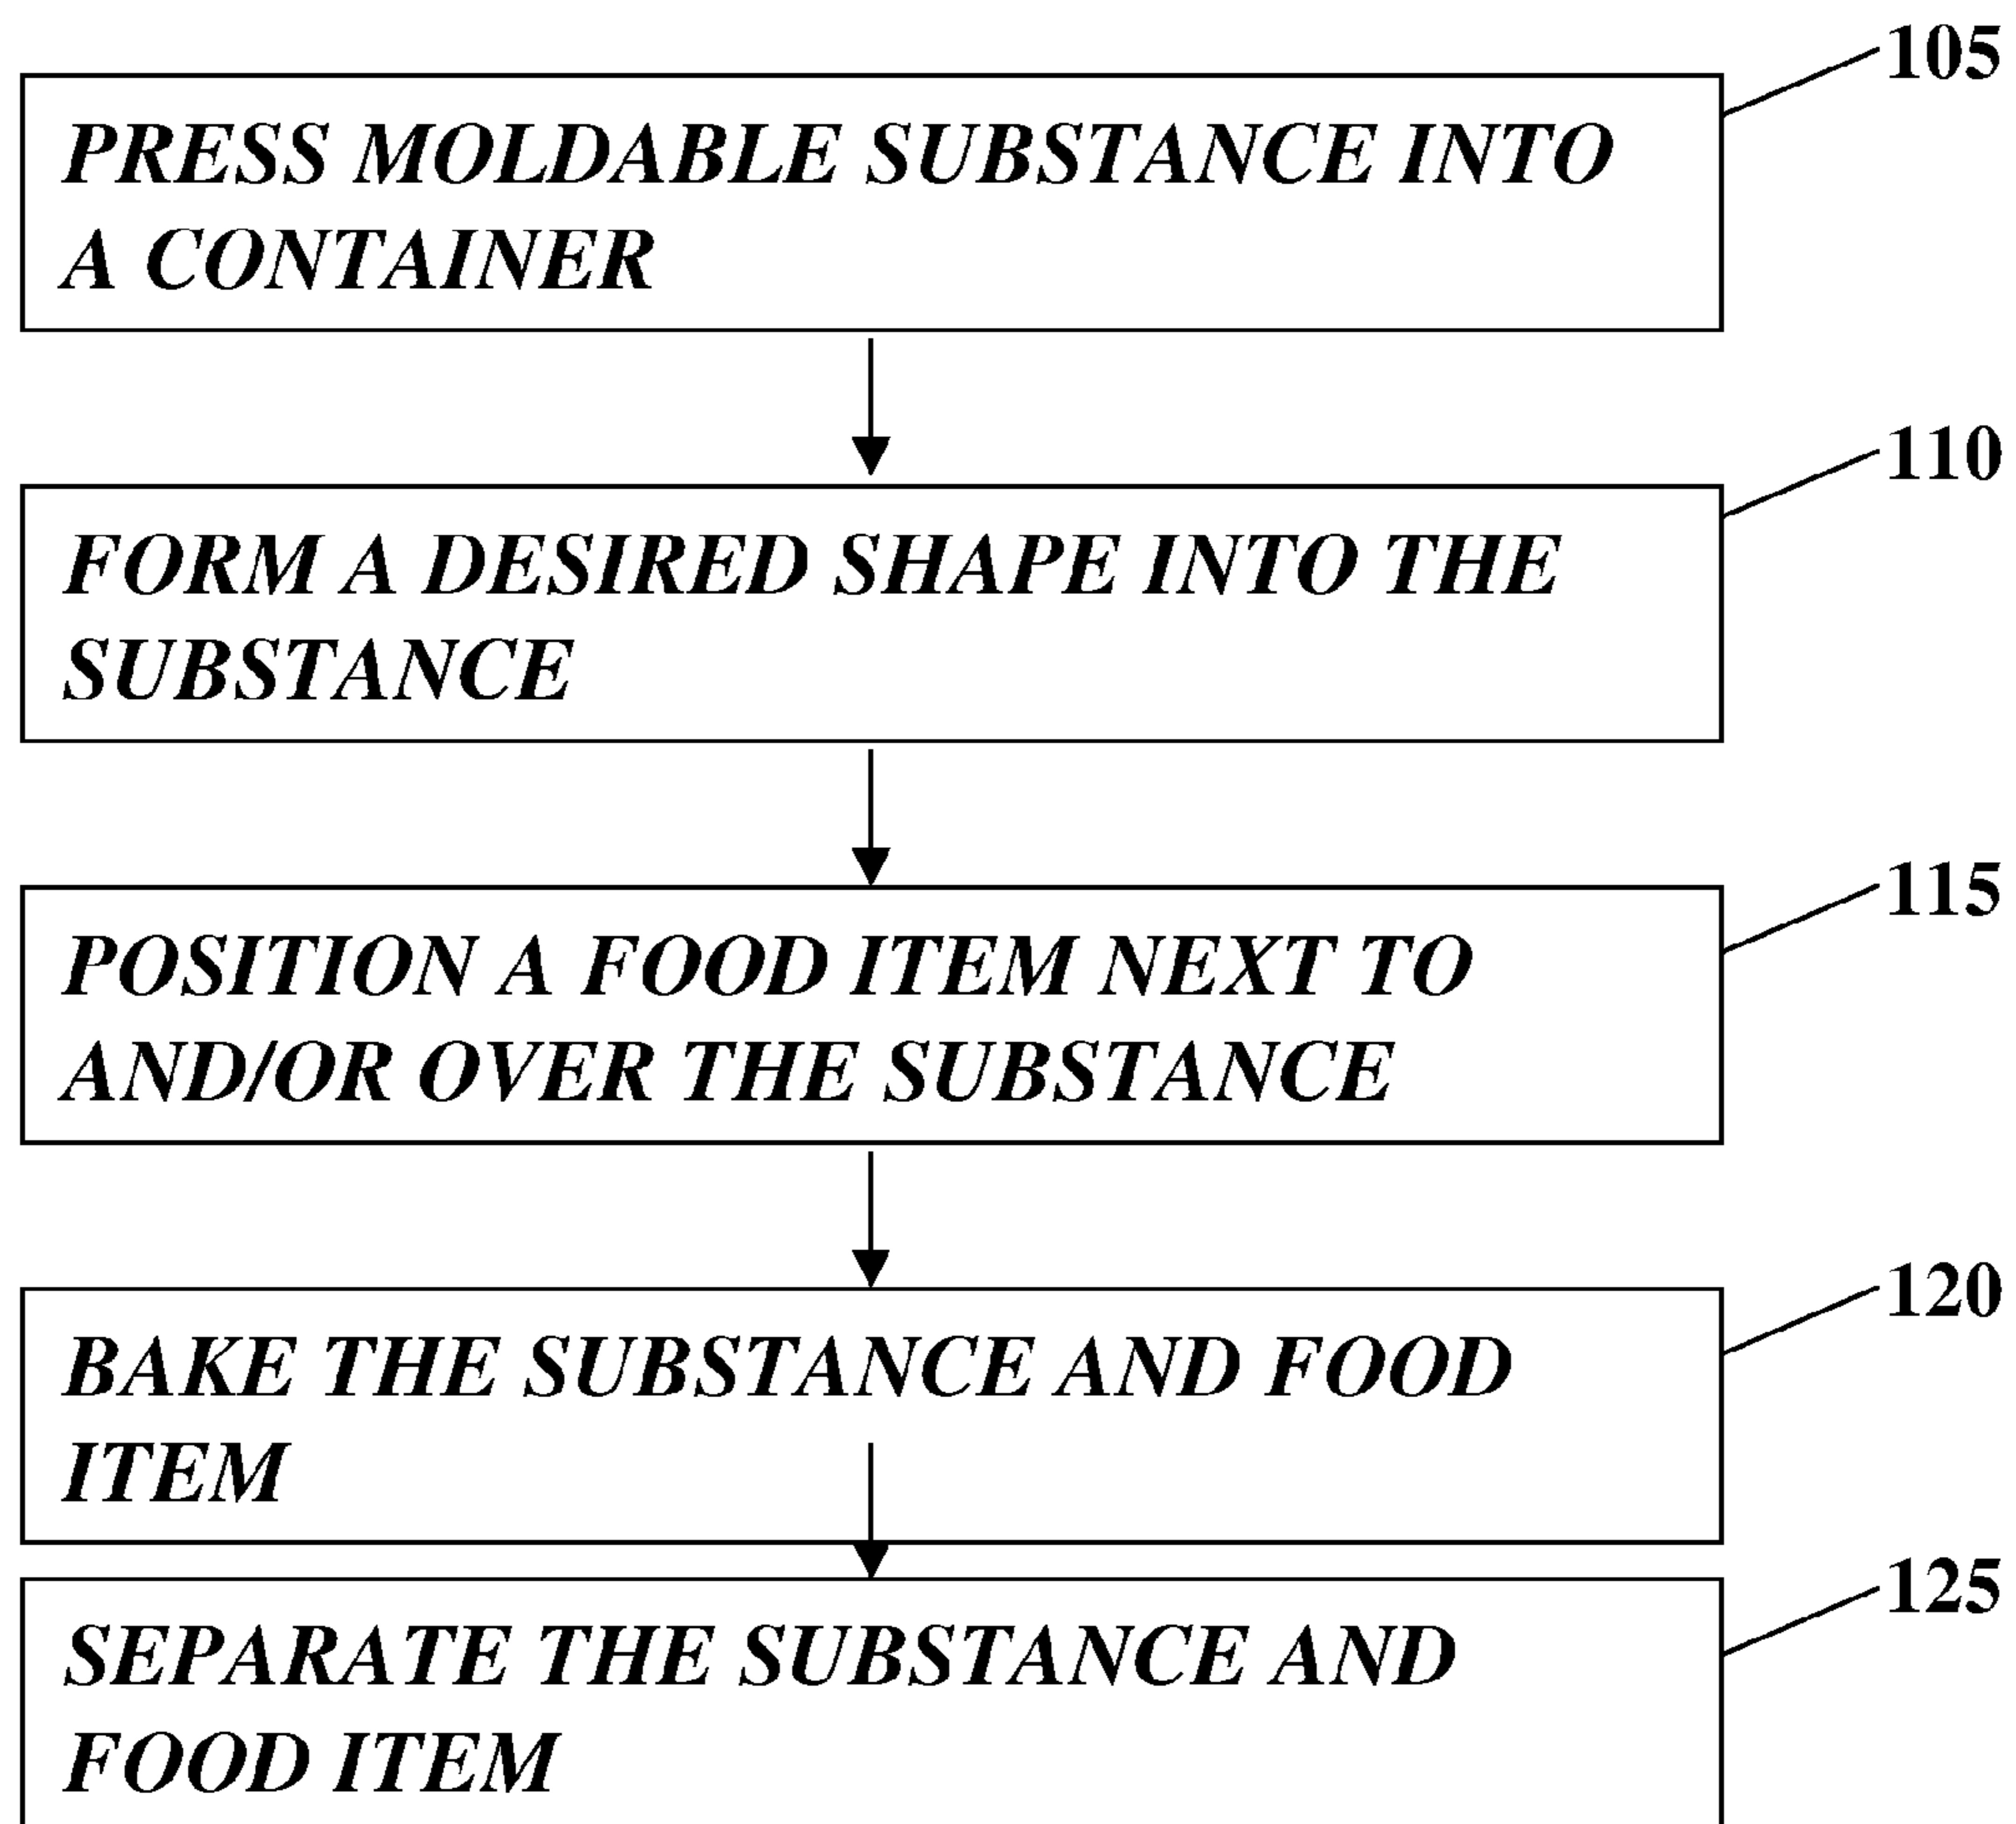 105
PRESS MOLDABLE SUBSTANCE INTO
A CONTAINER
110
FORM A DESIRED SHAPE INTO THE
SUBSTANCE
115
POSITION A FOOD ITEM NEXT TO
AND/OR OVER THE SUBSTANCE
120
BAKE THE SUBSTANCE AND FOOD
ITEM
125
SEPARATE THE SUBSTANCE AND
FOOD ITEM